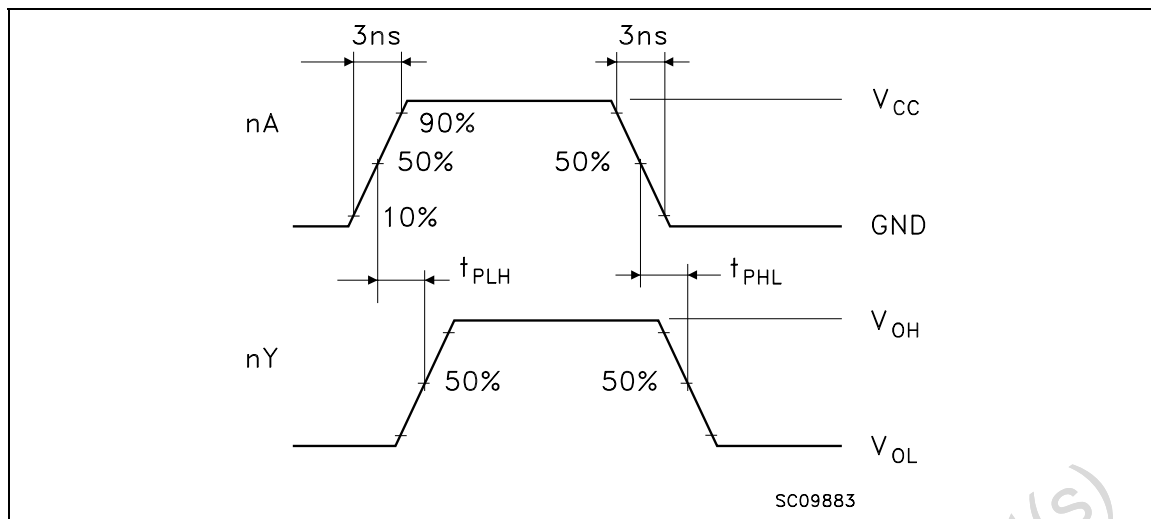 3ns 3ns
V_CC
nA
90%
50% 50%
10%
GND
t_PLH t_PHL
V_OH
nY
50% 50%
V_OL
SC09883